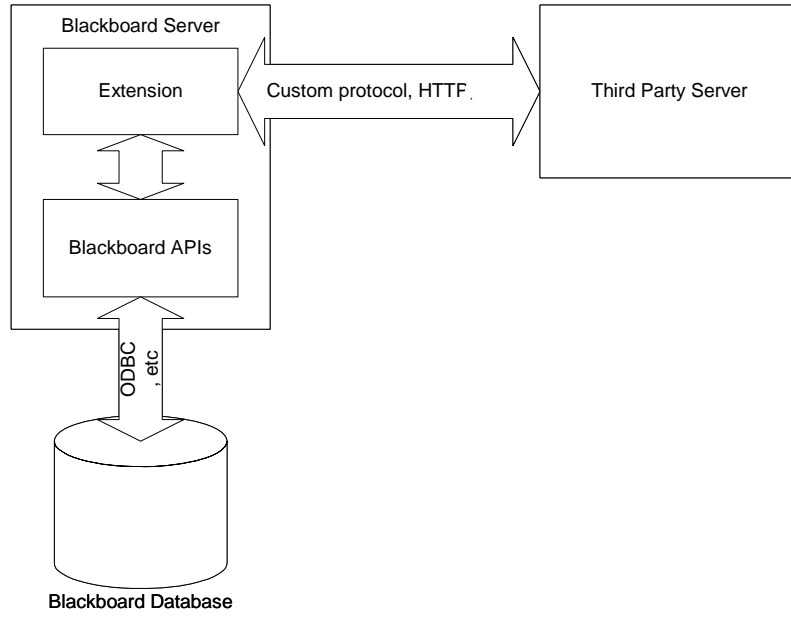 Blackboard Server
Extension
Custom protocol, HTTP,
Third Party Server
Blackboard APIs
ODBC
, etc
Blackboard Database